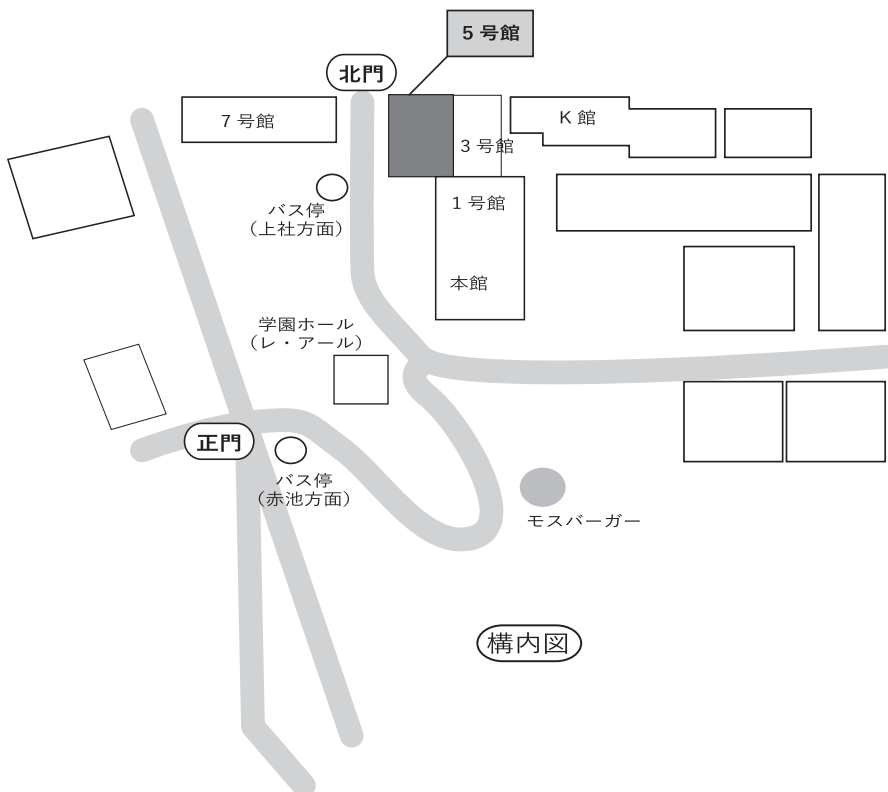 5 号館
北門
7 号館
K 館
3 号館
1 号館
バス停
（上社方面）
本館
学園ホール
（レ・アール）
正門
バス停
（赤池方面）
モスバーガー
構内図